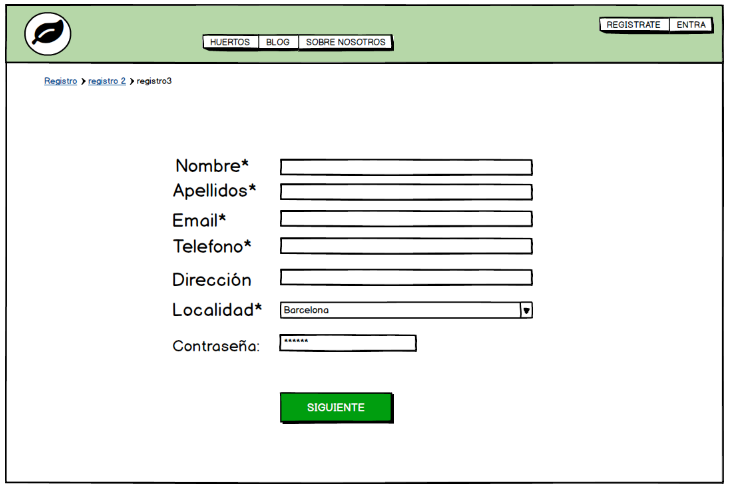 REGISTRATE ENTRA
HUERTOS BLOG SOBRE NOSOTROS
Registro > registro 2 > registro3
Nombre*
Apellidos*
Email*
Telefono*
Dirección
Localidad* Barcelona
Contraseña: ******
SIGUIENTE